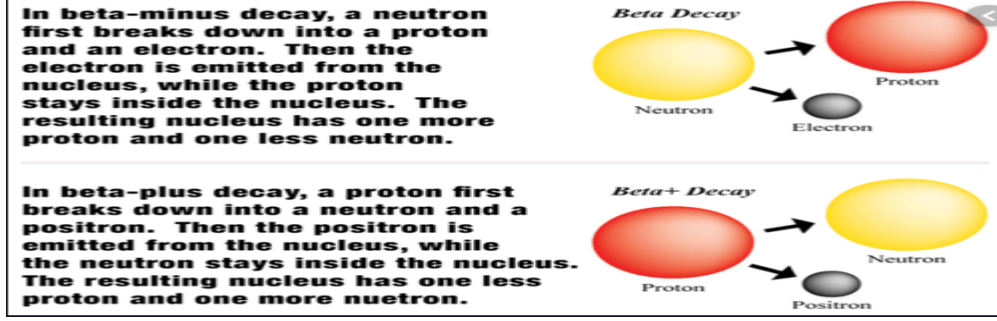 In beta-minus decay, a neutron
first breaks down into a proton
and an electron. Then the
electron is emitted from the
nucleus, while the proton
stays inside the nucleus. The
resulting nucleus has one more
proton and one less neutron.
Beta Decay
Neutron
Proton
Electron
In beta-plus decay, a proton first
breaks down into a neutron and a
positron. Then the positron is
emitted from the nucleus, while
the neutron stays inside the nucleus.
The resulting nucleus has one less
proton and one more nuetron.
Beta+ Decay
Proton
Neutron
Positron